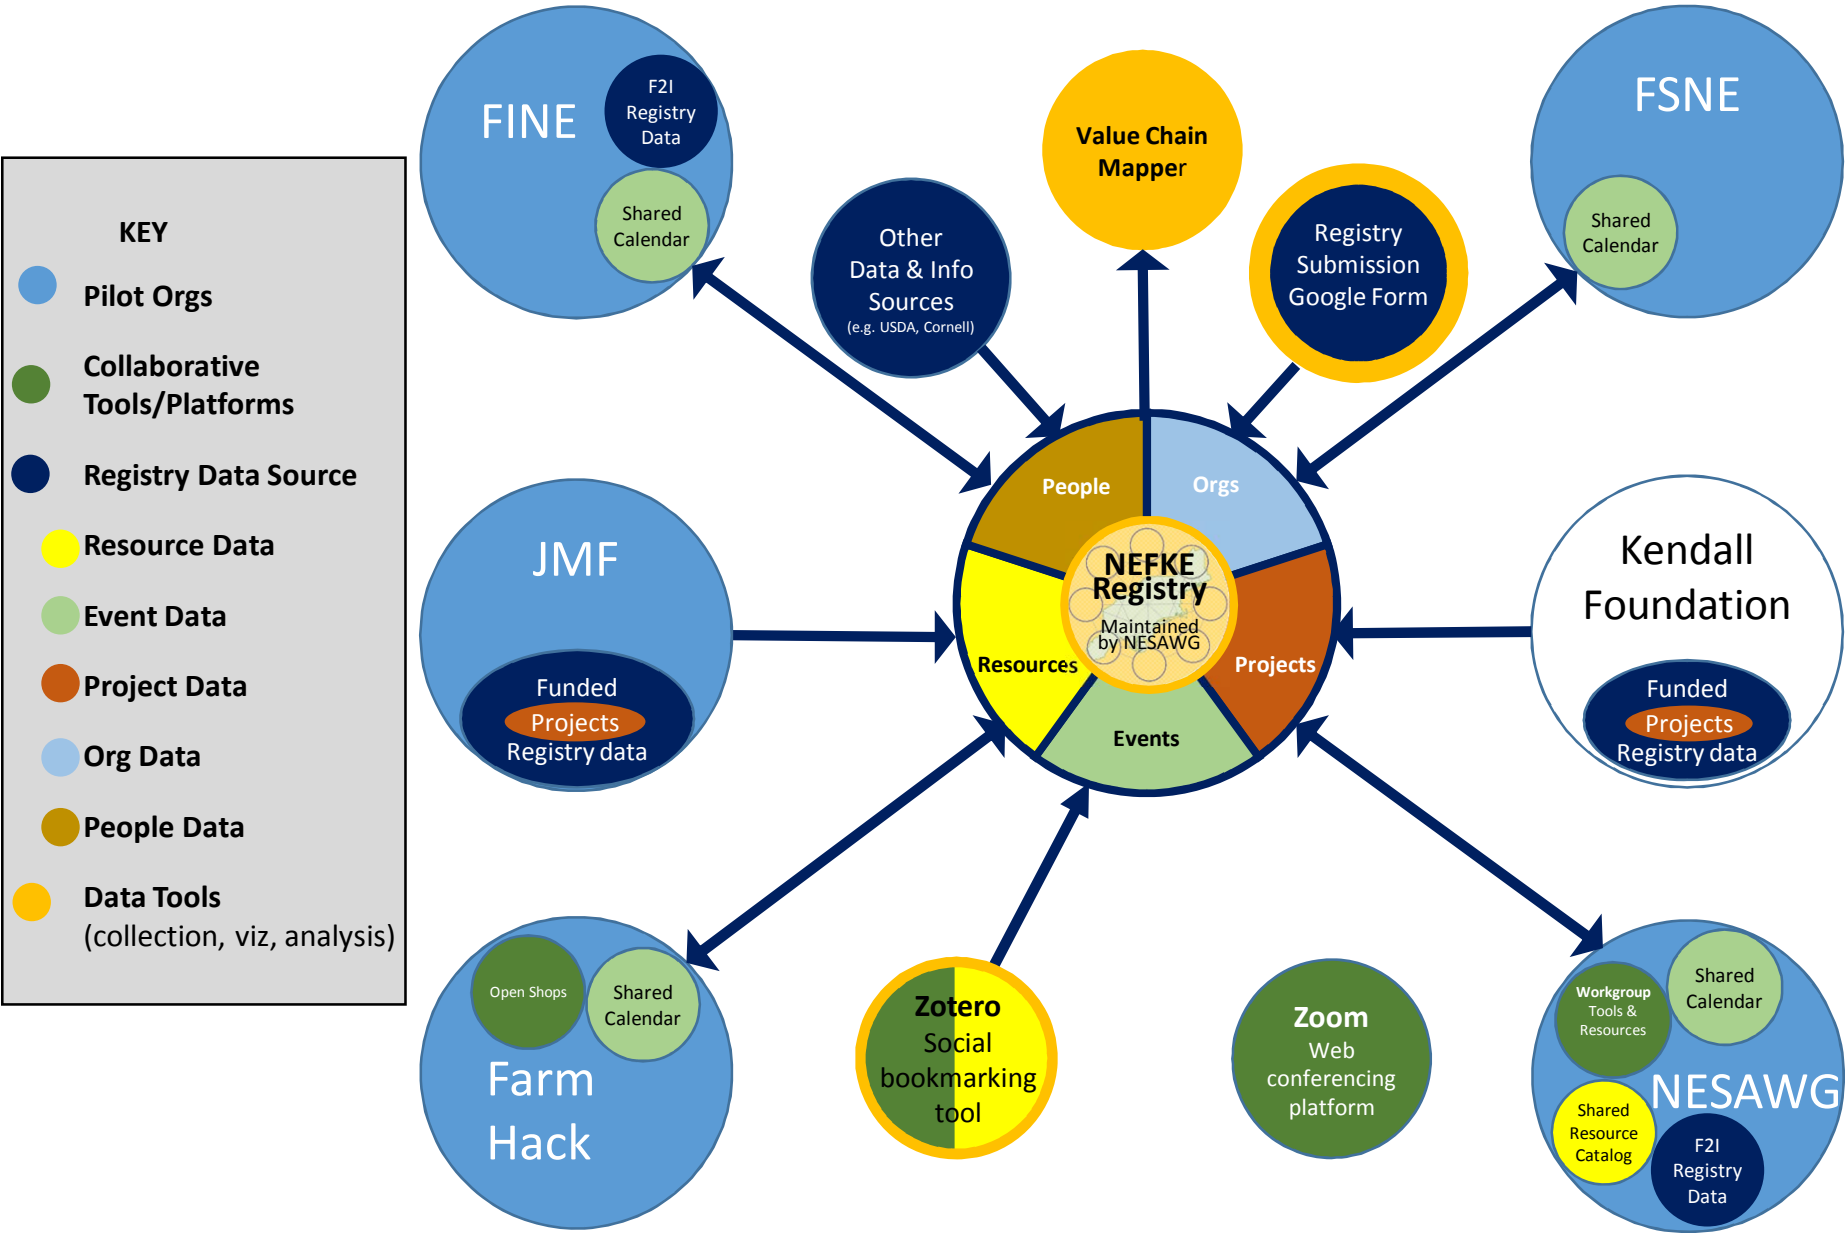 KEY
Pilot Orgs
Collaborative
Tools/Platforms
Registry Data Source
Resource Data
Event Data
Project Data
Org Data
People Data
Data Tools
(collection, viz, analysis)
FINE
F2I
Registry
Data
Shared
Calendar
Other
Data & Info
Sources
(e.g. USDA, Cornell)
Value Chain
Mapper
Registry
Submission
Google Form
FSNE
Shared
Calendar
JMF
Funded
Projects
Registry data
People
Orgs
Resources
Projects
Events
NEFKE
Registry
Maintained
by NESAWG
Kendall
Foundation
Funded
Projects
Registry data
Open Shops
Shared
Calendar
Farm
Hack
Zotero
Social
bookmarking
tool
Zoom
Web
conferencing
platform
Workgroup
Tools &
Resources
Shared
Calendar
NESAWG
Shared
Resource
Catalog
F2I
Registry
Data